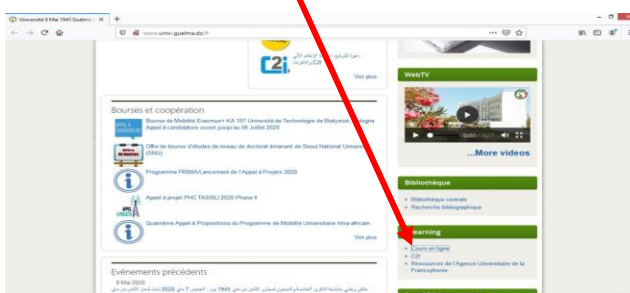 Université 8 Mai 1945 Guelma
www.univ-guelma.dz/fr
C2i
Voir plus
Bourses et coopération
Bourse de Mobilité Erasmus+ KA 107 Université de Technologie de Bialystok
Appel à candidature ouvert jusqu'au 08 Juillet 2020
Offre de bourse d'études de niveau de doctorat émanant de Seoul National
(SNU)
Programme PRIMA/Lancement de l'Appel à Projets 2020
Appel à projet PHC TASSILI 2020 Phase II
Quatrième Appel à Propositions du Programme de Mobilité Universitaire Intra-africain
Voir plus
Evénements précédents
8 Mai 2020
WebTV
0:00 / 0:27
...More videos
Bibliothèque
Bibliothèque centrale
Recherche bibliographique
earning
Cours en ligne
C2I
Ressources de l'Agence Universitaire de la
Francophonie